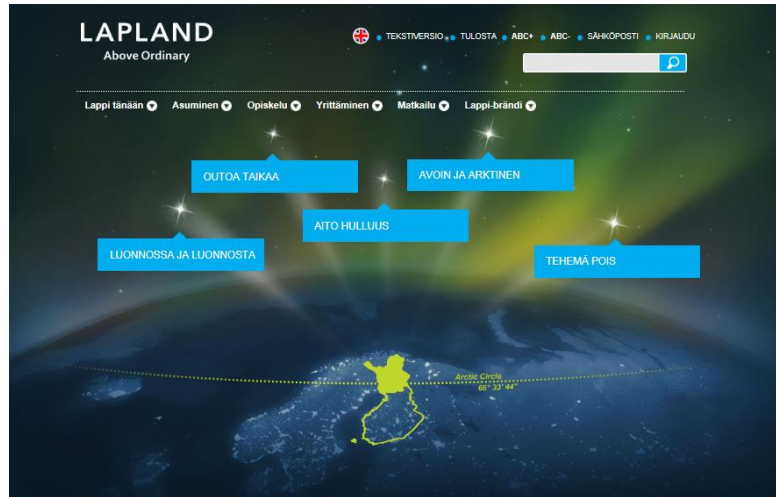 LAPLAND
Above Ordinary
TEKSTIVERSIO TULOSTA ABC+ ABC- SÄHKÖPOSTI KIRJAUDU
Lappi tänään Asuminen Opiskelu Yrittäminen Matkailu Lappi-brändi
OUTOA TAIKAA
AVOIN JA ARKTINEN
AITO HULLUUS
LUONNOSSA JA LUONNOSTA
TEHEMÄ POIS
Arctic Circle
66° 33' 44"